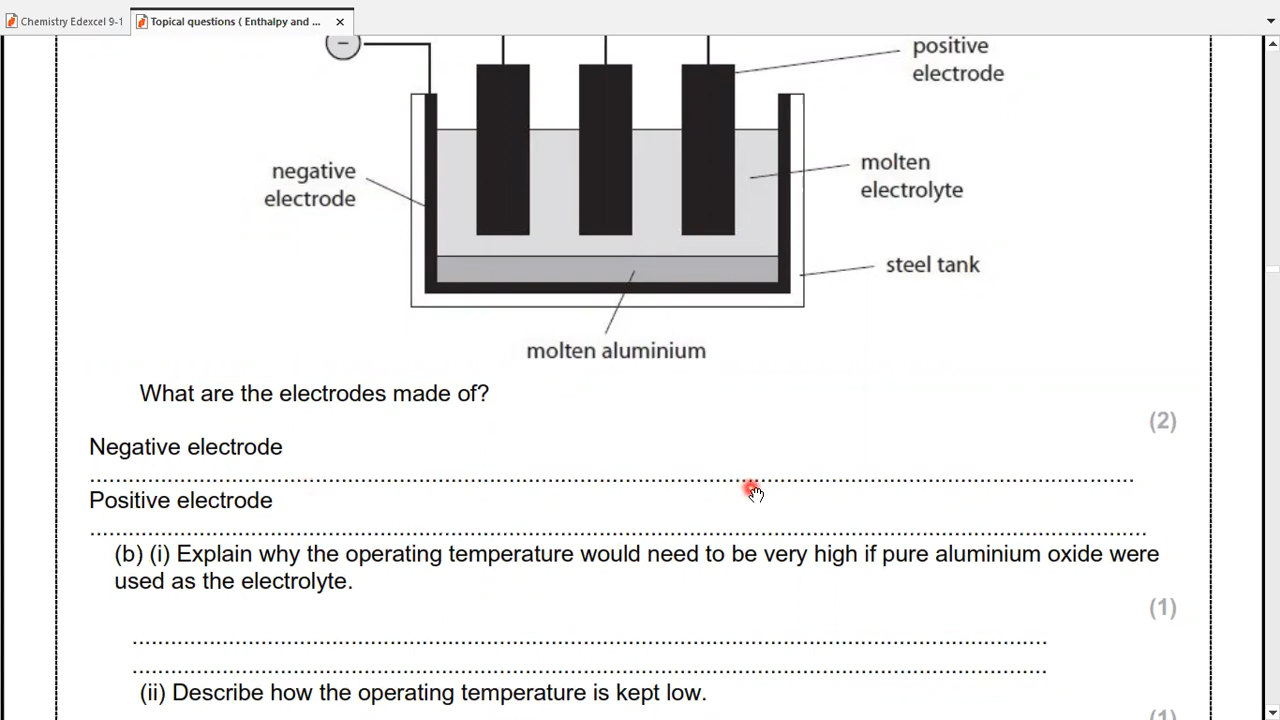 Chemistry Edexcel 9-1
Topical questions ( Enthalpy and ...
−
positive
electrode
negative
electrode
molten
electrolyte
steel tank
molten aluminium
What are the electrodes made of?
(2)
Negative electrode
Positive electrode
(b) (i) Explain why the operating temperature would need to be very high if pure aluminium oxide were
used as the electrolyte.
(1)
(ii) Describe how the operating temperature is kept low.
(1)